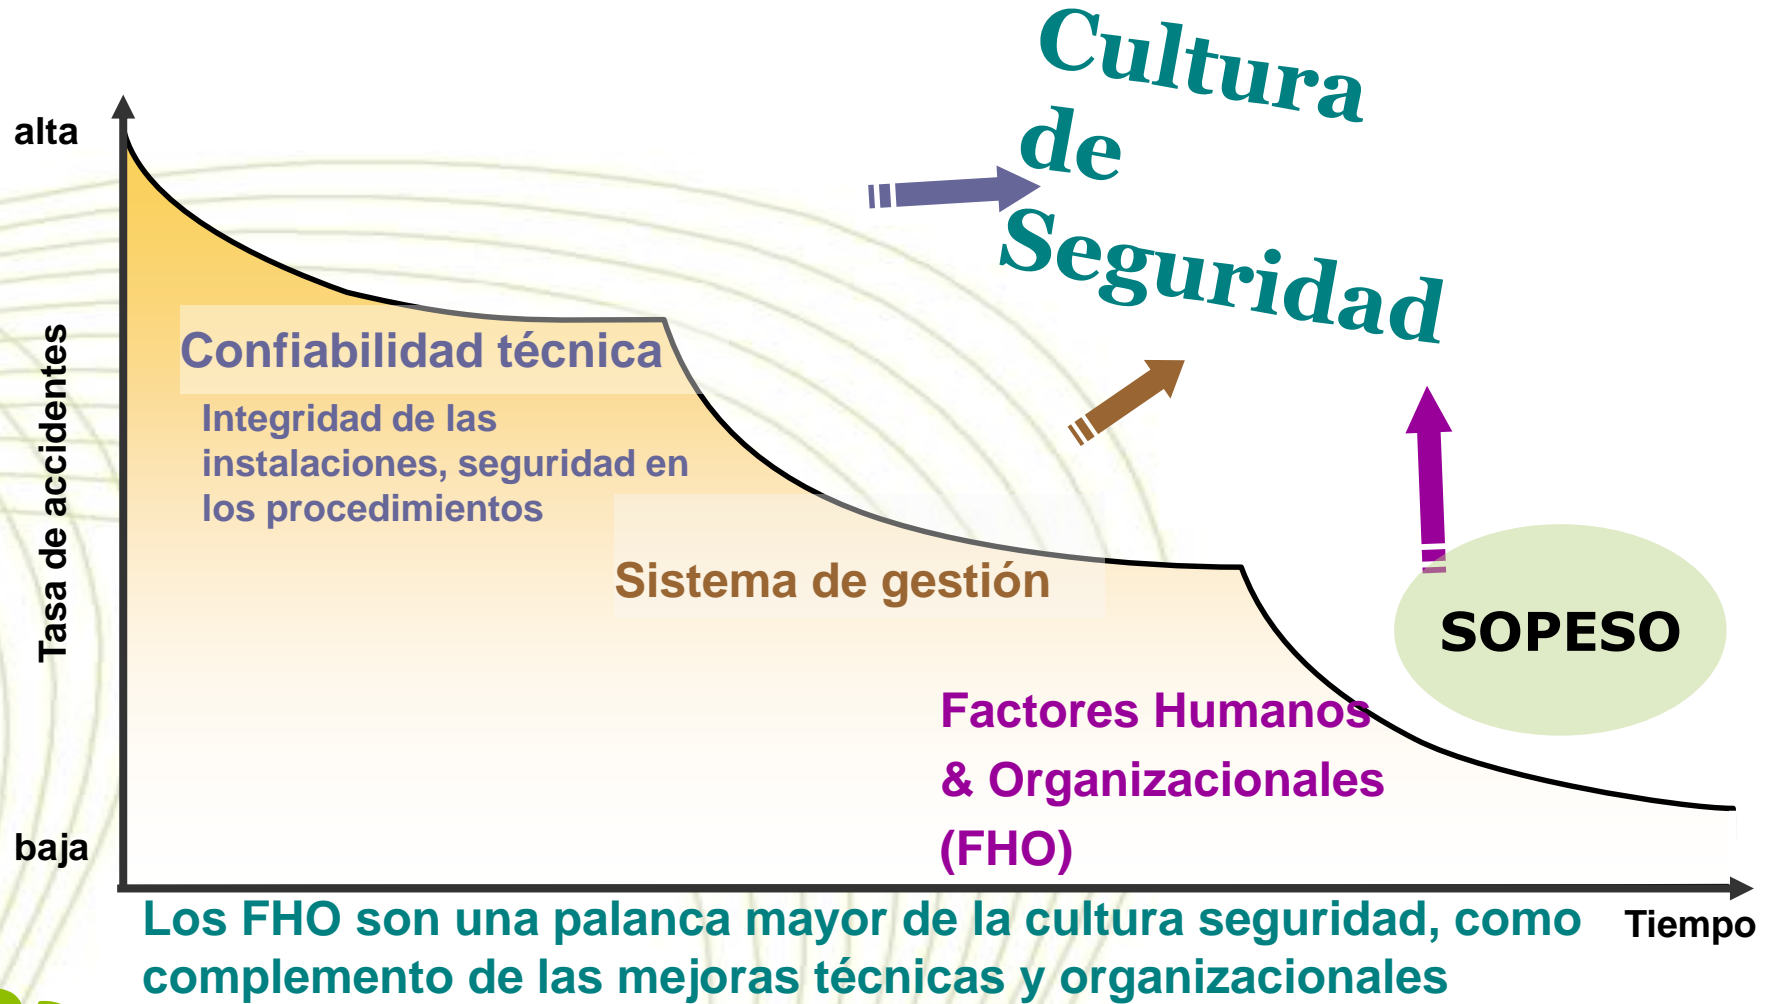 Cultura
de
Seguridad
alta
Tasa de accidentes
Confiabilidad técnica
Integridad de las
instalaciones, seguridad en
los procedimientos
Sistema de gestión
SOPESO
Factores Humanos
& Organizacionales
(FHO)
baja
Tiempo
Los FHO son una palanca mayor de la cultura seguridad, como
complemento de las mejoras técnicas y organizacionales